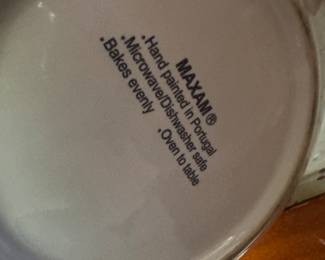 MAXAM®
.Hand painted in Portugal
.Microwave/Dishwasher safe
.Bakes evenly .Oven to table